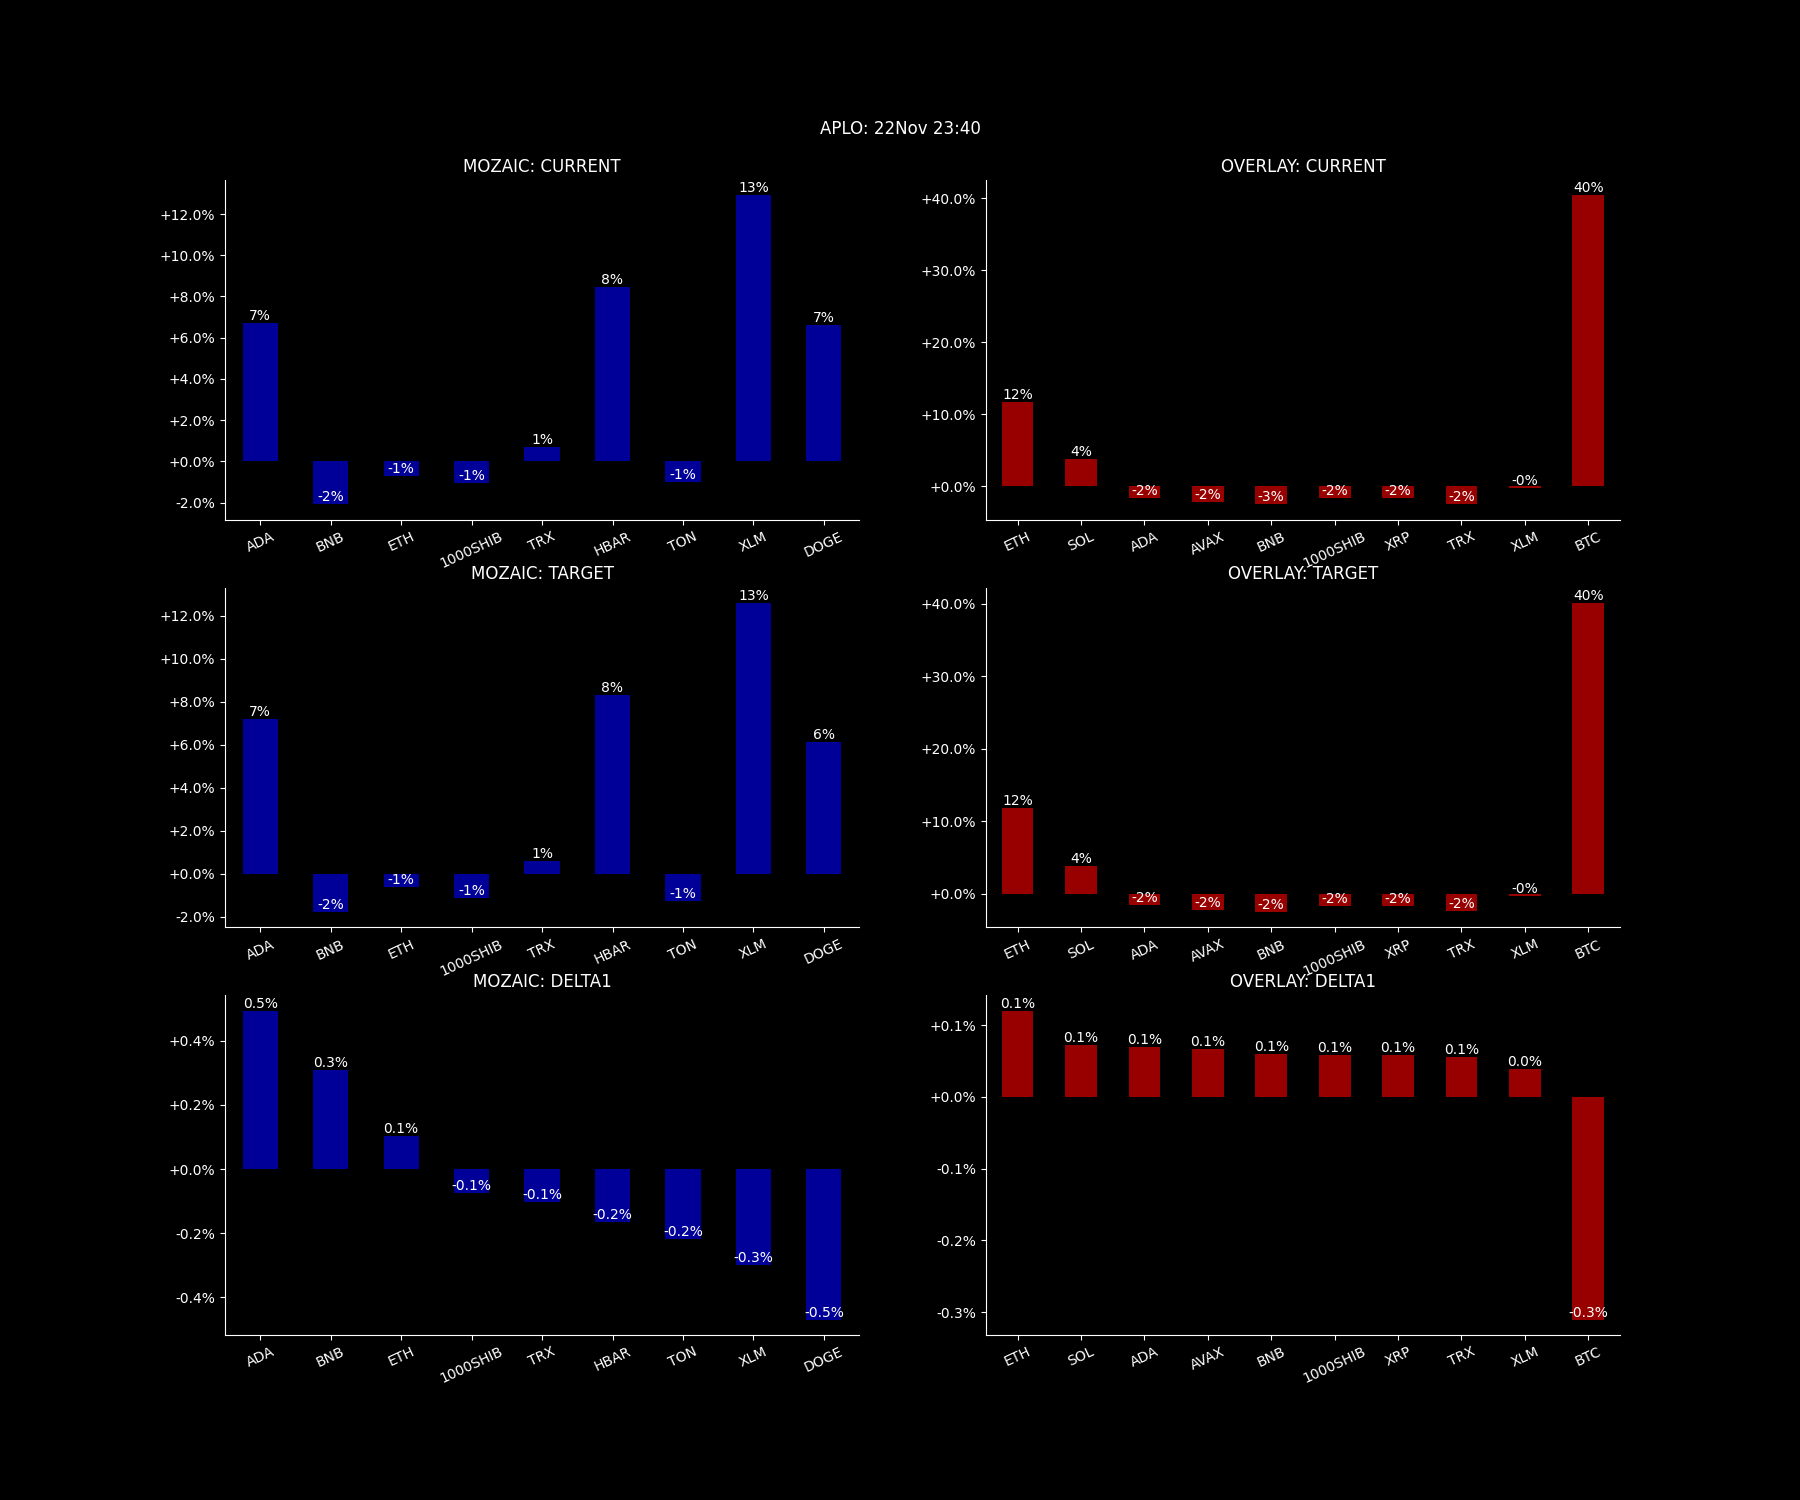 APLO: 22Nov 23:40
MOZAIC: CURRENT
+12.0%
+10.0%
+8.0%
+6.0%
+4.0%
+2.0%
+0.0%
-2.0%
7%
-2%
-1%
-1%
1%
8%
-1%
13%
7%
ADA
BNB
ETH
1000SHIB
TRX
HBAR
TON
XLM
DOGE
OVERLAY: CURRENT
+40.0%
+30.0%
+20.0%
+10.0%
+0.0%
12%
4%
-2%
-2%
-3%
-2%
-2%
-2%
-0%
40%
ETH
SOL
ADA
AVAX
BNB
1000SHIB
XRP
TRX
XLM
BTC
MOZAIC: TARGET
+12.0%
+10.0%
+8.0%
+6.0%
+4.0%
+2.0%
+0.0%
-2.0%
7%
-2%
-1%
-1%
1%
8%
-1%
13%
6%
ADA
BNB
ETH
1000SHIB
TRX
HBAR
TON
XLM
DOGE
OVERLAY: TARGET
+40.0%
+30.0%
+20.0%
+10.0%
+0.0%
12%
4%
-2%
-2%
-2%
-2%
-2%
-2%
-0%
40%
ETH
SOL
ADA
AVAX
BNB
1000SHIB
XRP
TRX
XLM
BTC
MOZAIC: DELTA1
+0.4%
+0.2%
+0.0%
-0.2%
-0.4%
0.5%
0.3%
0.1%
-0.1%
-0.1%
-0.2%
-0.2%
-0.3%
-0.5%
ADA
BNB
ETH
1000SHIB
TRX
HBAR
TON
XLM
DOGE
OVERLAY: DELTA1
+0.1%
+0.0%
-0.1%
-0.2%
-0.3%
0.1%
0.1%
0.1%
0.1%
0.1%
0.1%
0.1%
0.1%
0.0%
-0.3%
ETH
SOL
ADA
AVAX
BNB
1000SHIB
XRP
TRX
XLM
BTC